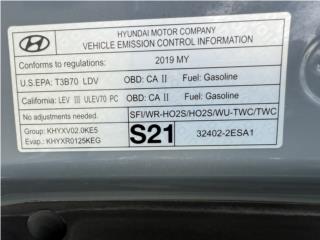 HYUNDAI MOTOR COMPANY
VEHICLE EMISSION CONTROL INFORMATION
Conforms to regulations: 2019 MY
U.S.EPA: T3B70 LDV OBD: CA II Fuel: Gasoline
California: LEV III ULEV70 PC OBD: CA II Fuel: Gasoline
No adjustments needed. SFI/WR-HO2S/HO2S/WU-TWC/TWC
Group: KHYXV02.0KE5 S21 32402-2ESA1
Evap: KHYXR0125KEG